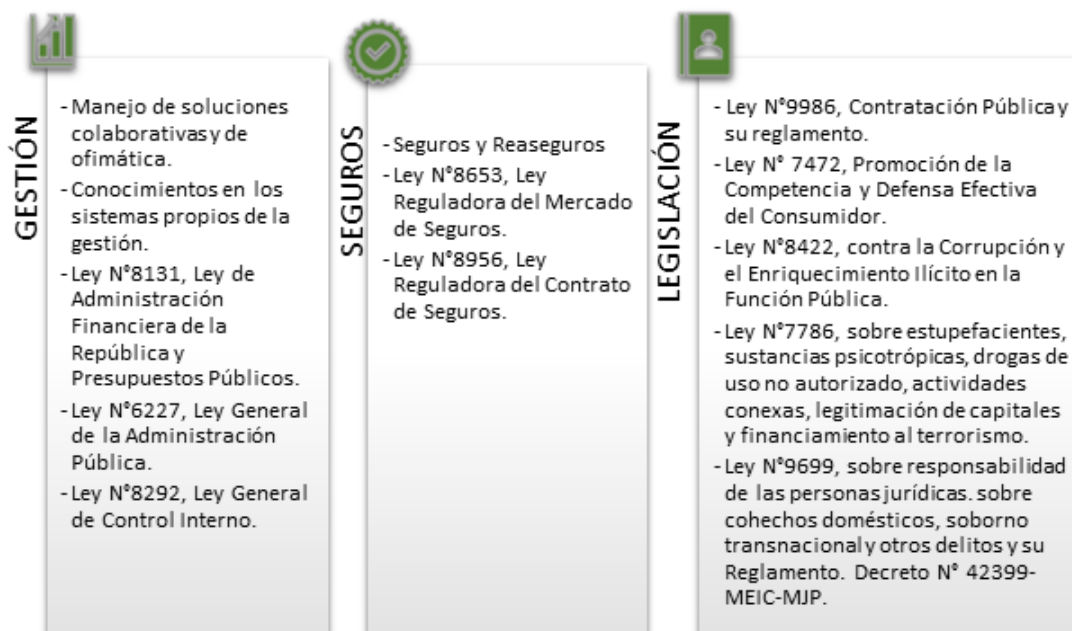 GESTIÓN
- Manejo de soluciones
colaborativas y de
ofimática.
- Conocimientos en los
sistemas propios de la
gestión.
- Ley N°8131, Ley de
Administración
Financiera de la
República y
Presupuestos Públicos.
- Ley N°6227, Ley General
de la Administración
Pública.
- Ley N°8292, Ley General
de Control Interno.
SEGUROS
- Seguros y Reaseguros
- Ley N°8653, Ley
Reguladora del Mercado
de Seguros.
- Ley N°8956, Ley
Reguladora del Contrato
de Seguros.
LEGISLACIÓN
- Ley N°9986, Contratación Pública y
su reglamento.
- Ley N° 7472, Promoción de la
Competencia y Defensa Efectiva
del Consumidor.
- Ley N°8422, contra la Corrupción y
el Enriquecimiento Ilícito en la
Función Pública.
- Ley N°7786, sobre estupefacientes,
sustancias psicotrópicas, drogas de
uso no autorizado, actividades
conexas, legitimación de capitales
y financiamiento al terrorismo.
- Ley N°9699, sobre responsabilidad
de las personas jurídicas. sobre
cohechos domésticos, soborno
transnacional y otros delitos y su
Reglamento. Decreto N° 42399-
MEIC-MJP.